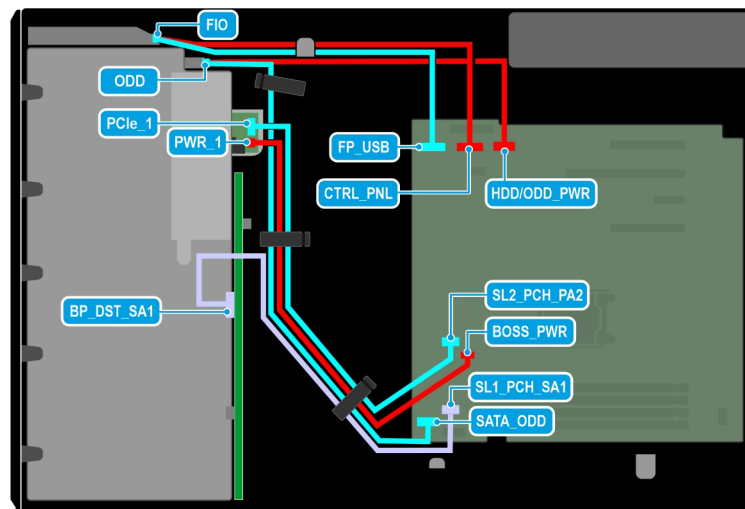 FIO
ODD
PCIe_1
PWR_1
FP_USB
CTRL_PNL
HDD/ODD_PWR
BP_DST_SA1
SL2_PCH_PA2
BOSS_PWR
SL1_PCH_SA1
SATA_ODD